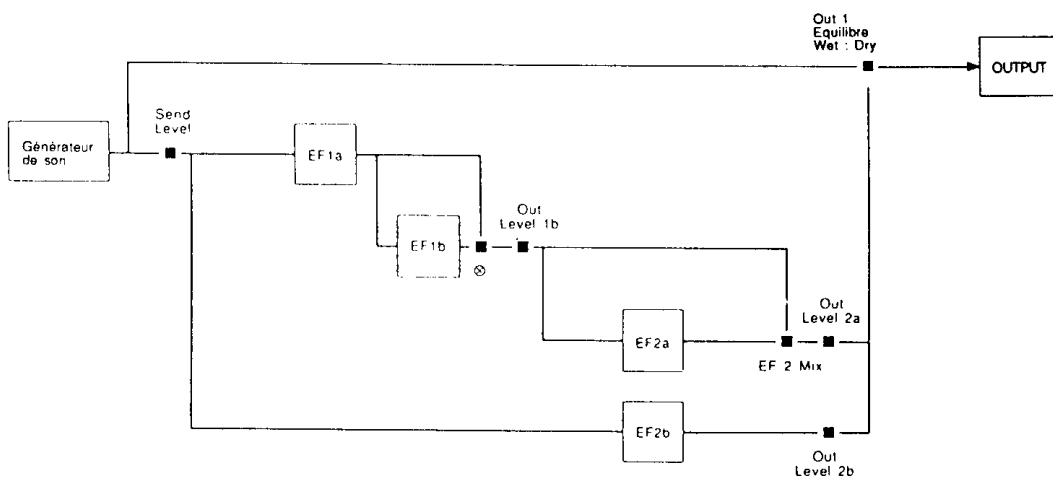 Out 1
Equilibre
Wet : Dry
OUTPUT
Send
Level
Générateur
de son
EF1a
Out
Level 1b
EF1b
Out
Level 2a
EF2a
EF 2 Mix
EF2b
Out
Level 2b